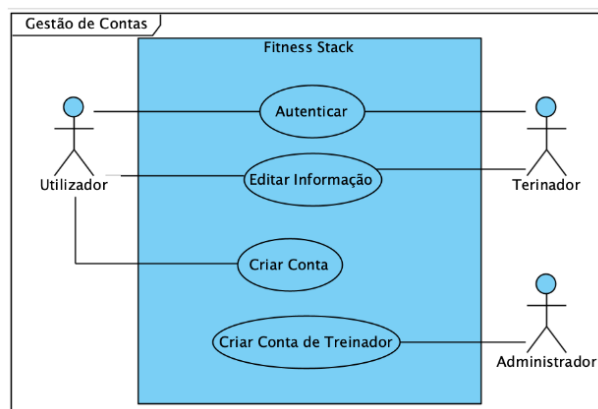 Gestão de Contas
Fitness Stack
Autenticar
Utilizador
Editar Informação
Terinador
Criar Conta
Criar Conta de Treinador
Administrador